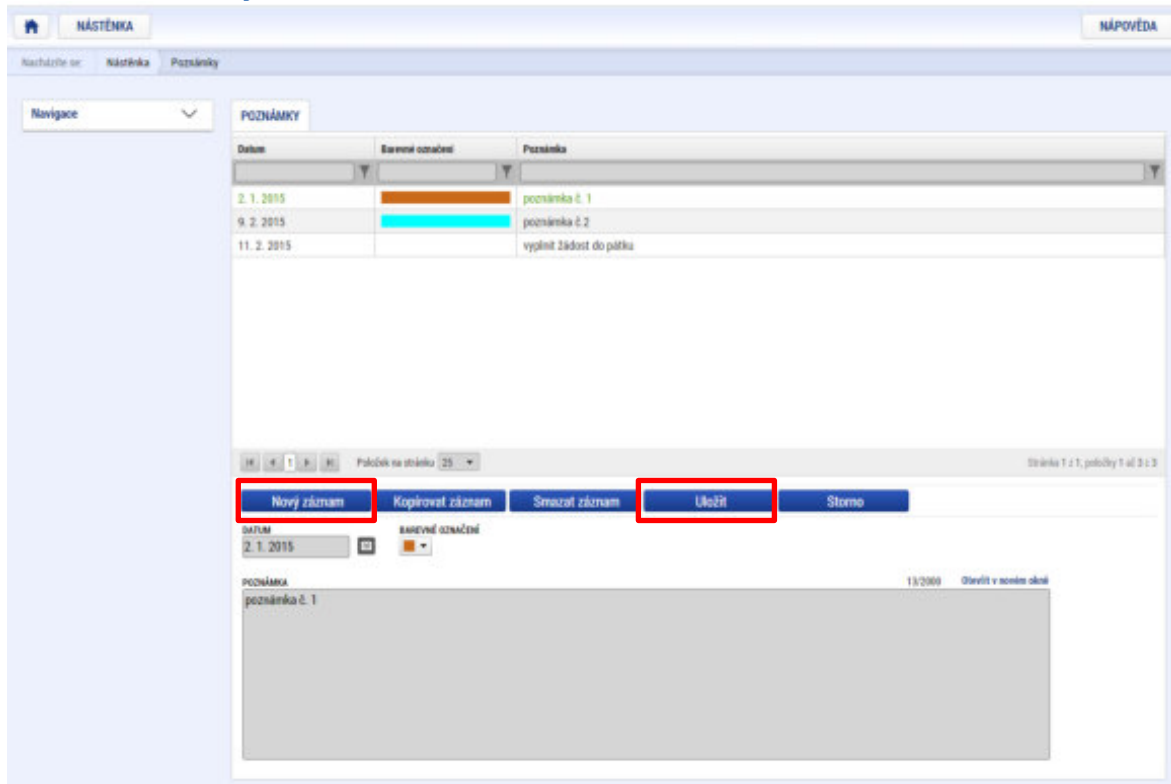 NÁSTĚNKA NÁPOVĚDA
Nacházíte se: Nástěnka Poznámky
Navigace
POZNÁMKY
Datum Barevné označení Poznámka
2. 1. 2015 poznámka č. 1
9. 2. 2015 poznámka č.2
11. 2. 2015 vyplnit žádost do pátku
1 Položek na stránku 25 Stránka 1 z 1, položky 1 až 3 z 3
Nový záznam Kopírovat záznam Smazat záznam Uložit Storno
DATUM BAREVNÉ OZNAČENÍ
2. 1. 2015
POZNÁMKA 13/2000 Otevřít v novém okně
poznámka č. 1